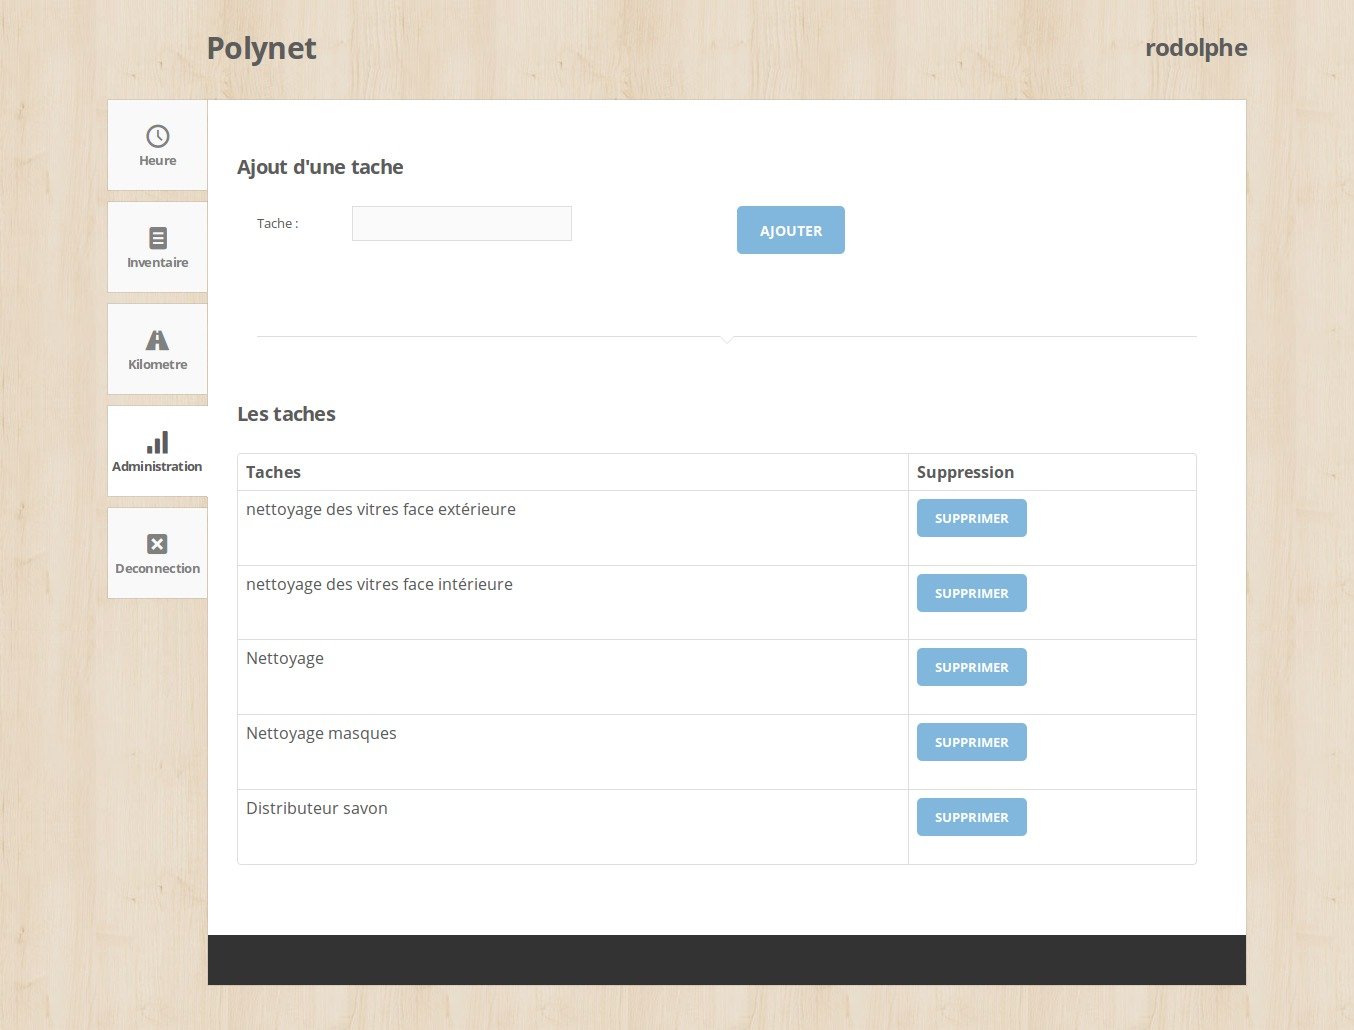 Polynet
rodolphe
Heure
Inventaire
Kilometre
Administration
Deconnection
Ajout d'une tache
Tache :
AJOUTER
Les taches
Taches Suppression
nettoyage des vitres face extérieure SUPPRIMER
nettoyage des vitres face intérieure SUPPRIMER
Nettoyage SUPPRIMER
Nettoyage masques SUPPRIMER
Distributeur savon SUPPRIMER